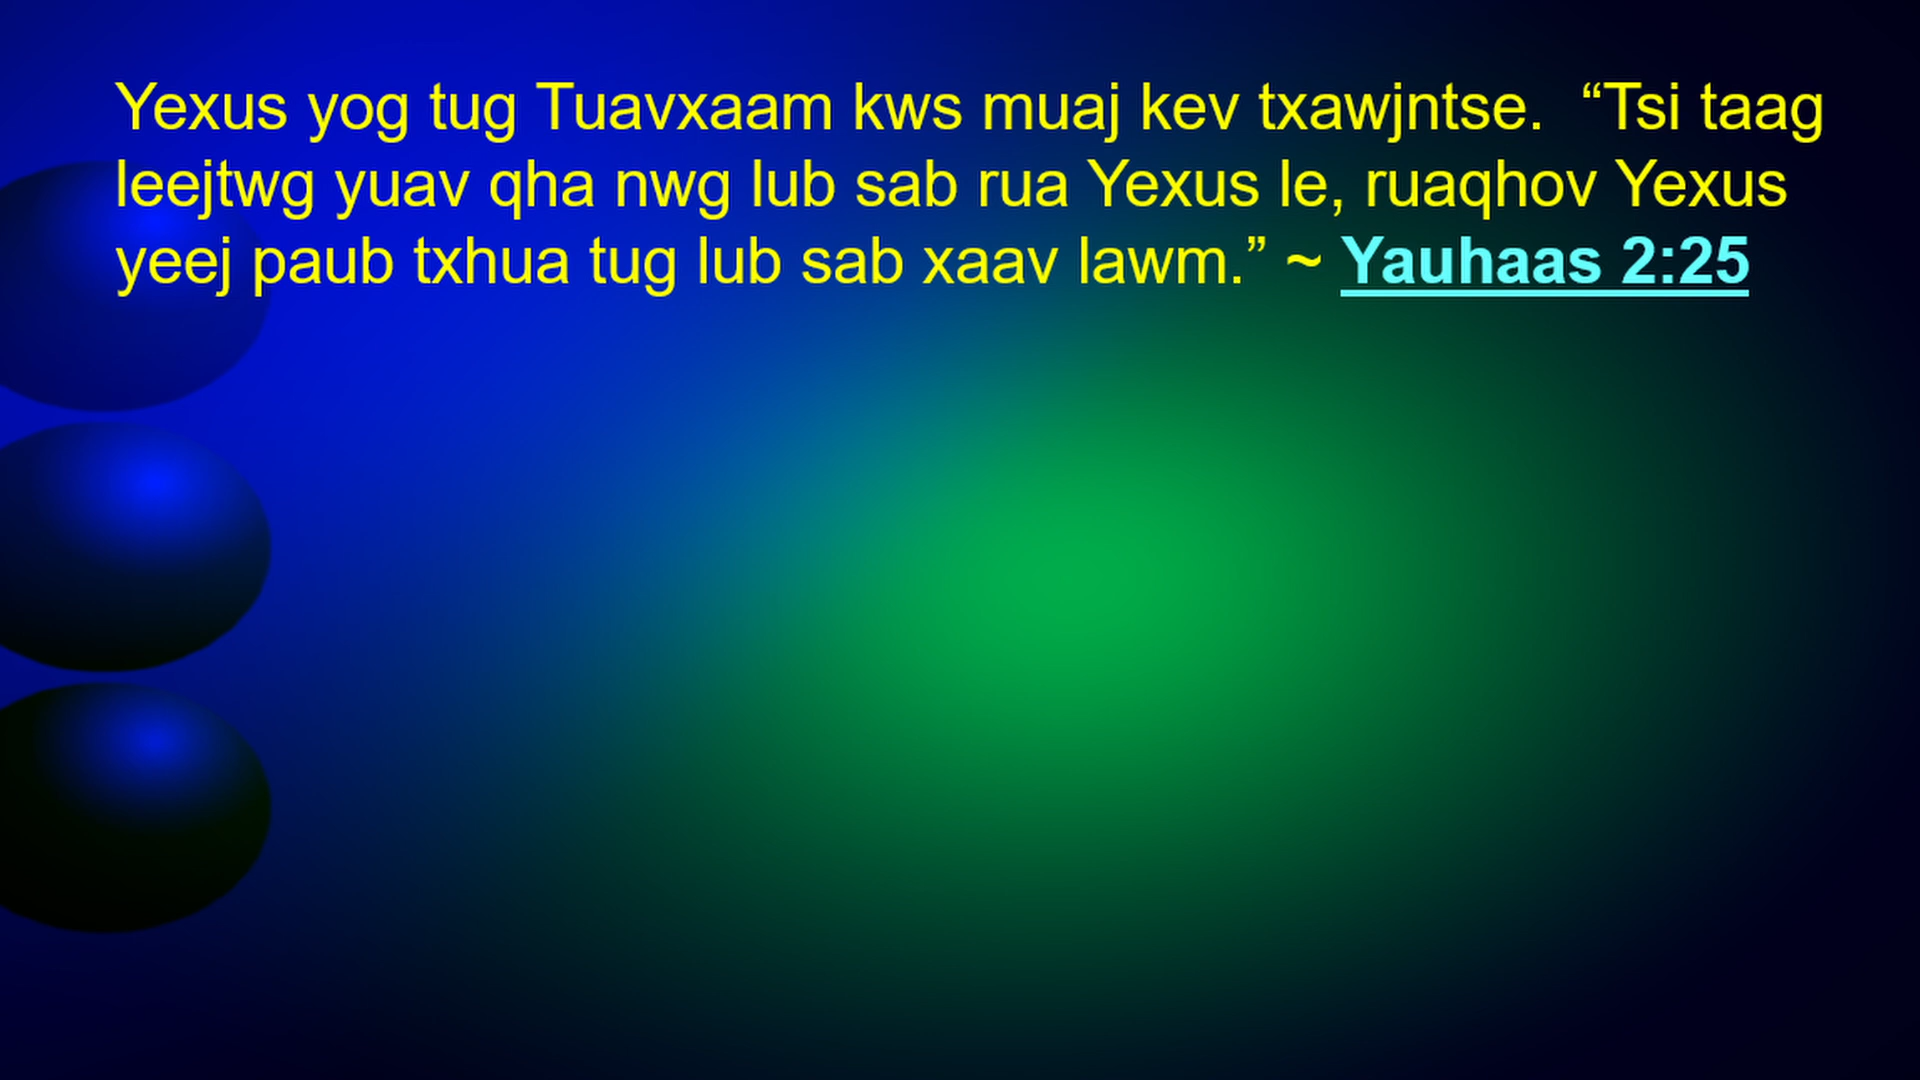 Yexus yog tug Tuavxaam kws muaj kev txawjntse.  “Tsi taag
leejtwg yuav qha nwg lub sab rua Yexus le, ruaqhov Yexus
yeej paub txhua tug lub sab xaav lawm.” ~ Yauhaas 2:25